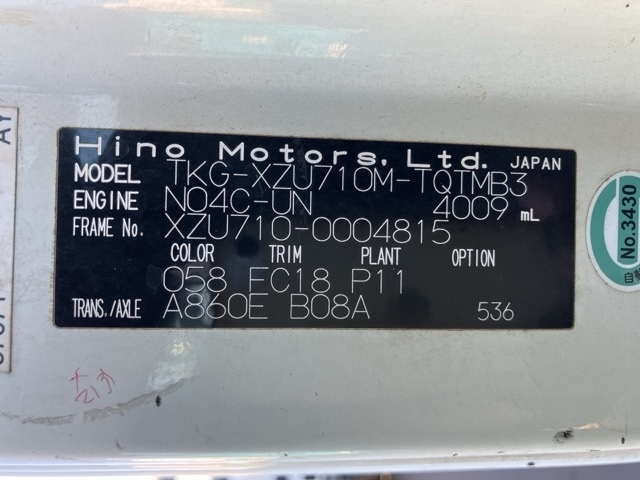 Hino Motors, Ltd. JAPAN
MODEL TKG-XZU710M-TQTMB3
ENGINE N04C-UN 4009 mL
FRAME No. XZU710-0004815
COLOR TRIM PLANT OPTION
058 FC18 P11
TRANS./AXLE A860E B08A 536
No.3430
AY